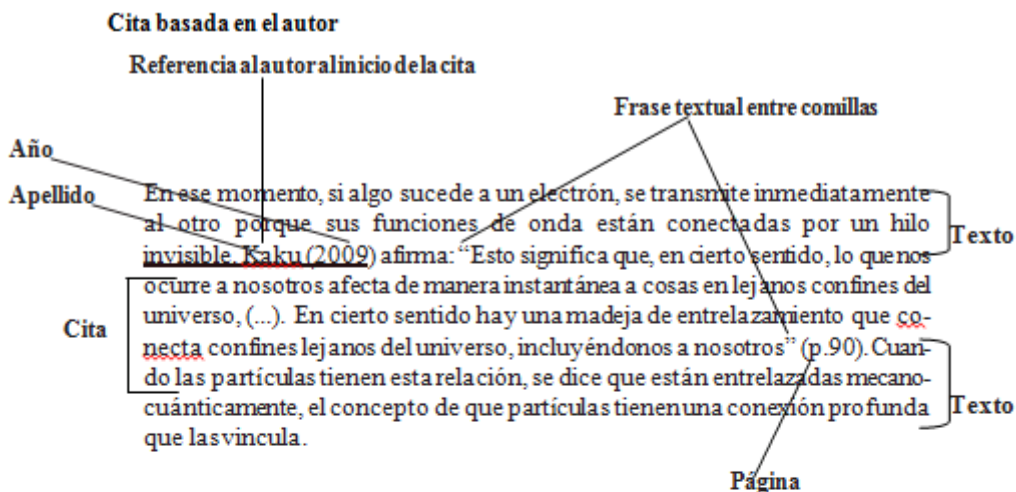 Cita basada en el autor
Referencia al autor al inicio de la cita
Frase textual entre comillas
Año
Apellido
En ese momento, si algo sucede a un electrón, se transmite inmediatamente
al otro porque sus funciones de onda están conectadas por un hilo
invisible. Kaku (2009) afirma: “Esto significa que, en cierto sentido, lo que nos
ocurre a nosotros afecta de manera instantánea a cosas en lejanos confines del
universo, (...). En cierto sentido hay una madeja de entrelazamiento que co-
necta confines lejanos del universo, incluyéndonos a nosotros” (p.90). Cuan-
do las partículas tienen esta relación, se dice que están entrelazadas mecano-
cuánticamente, el concepto de que partículas tienen una conexión profunda
que las vincula.
Texto
Cita
Texto
Página